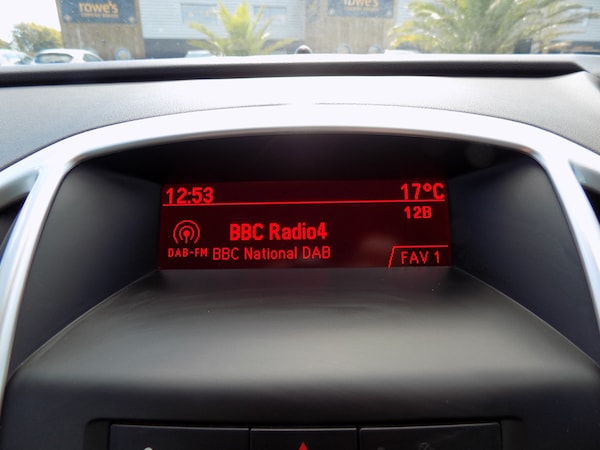 rowe's
rowe's
12:53 17°C
12B
BBC Radio4
DAB-FM BBC National DAB
FAV 1